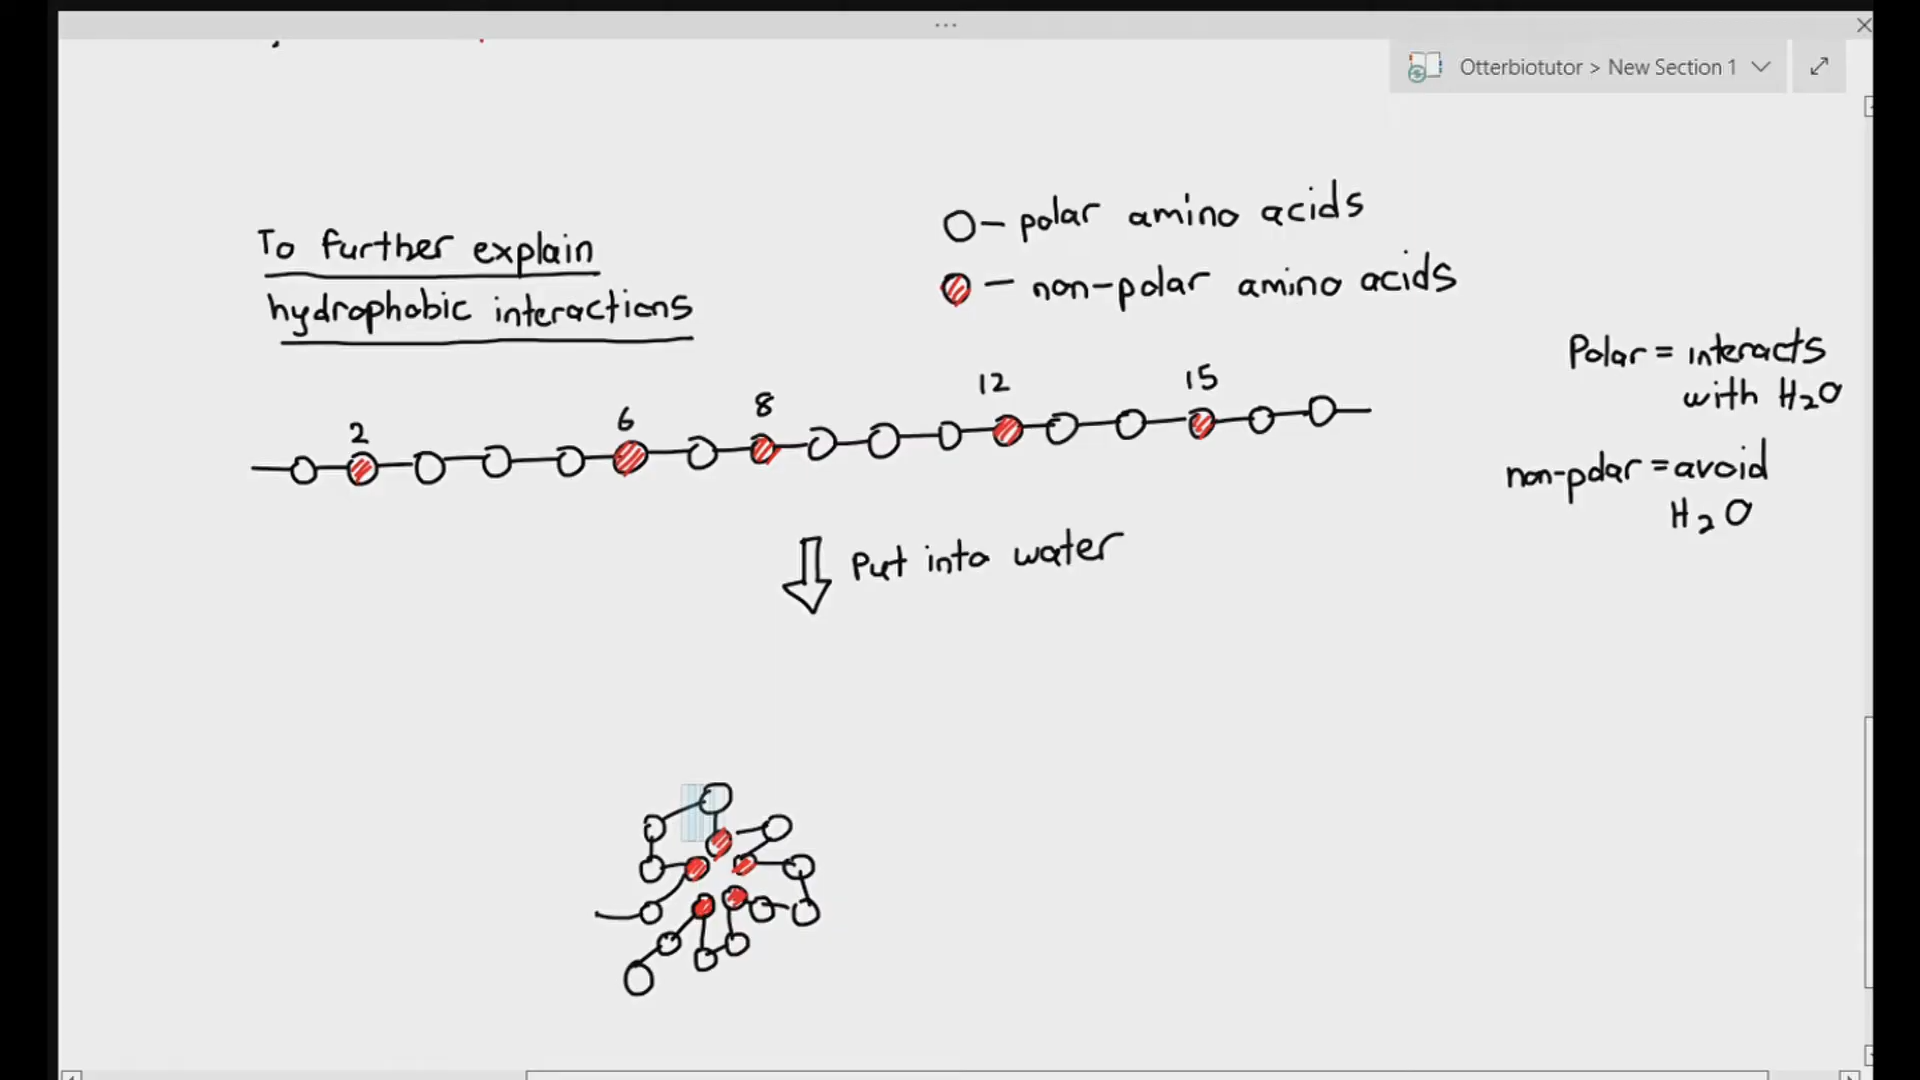 Otterbiotutor > New Section 1
To further explain
hydrophobic interactions
O – polar amino acids
– non-polar amino acids
Polar = interacts
with H₂O
non-polar = avoid
H₂O
2 6 8 12 15
Put into water